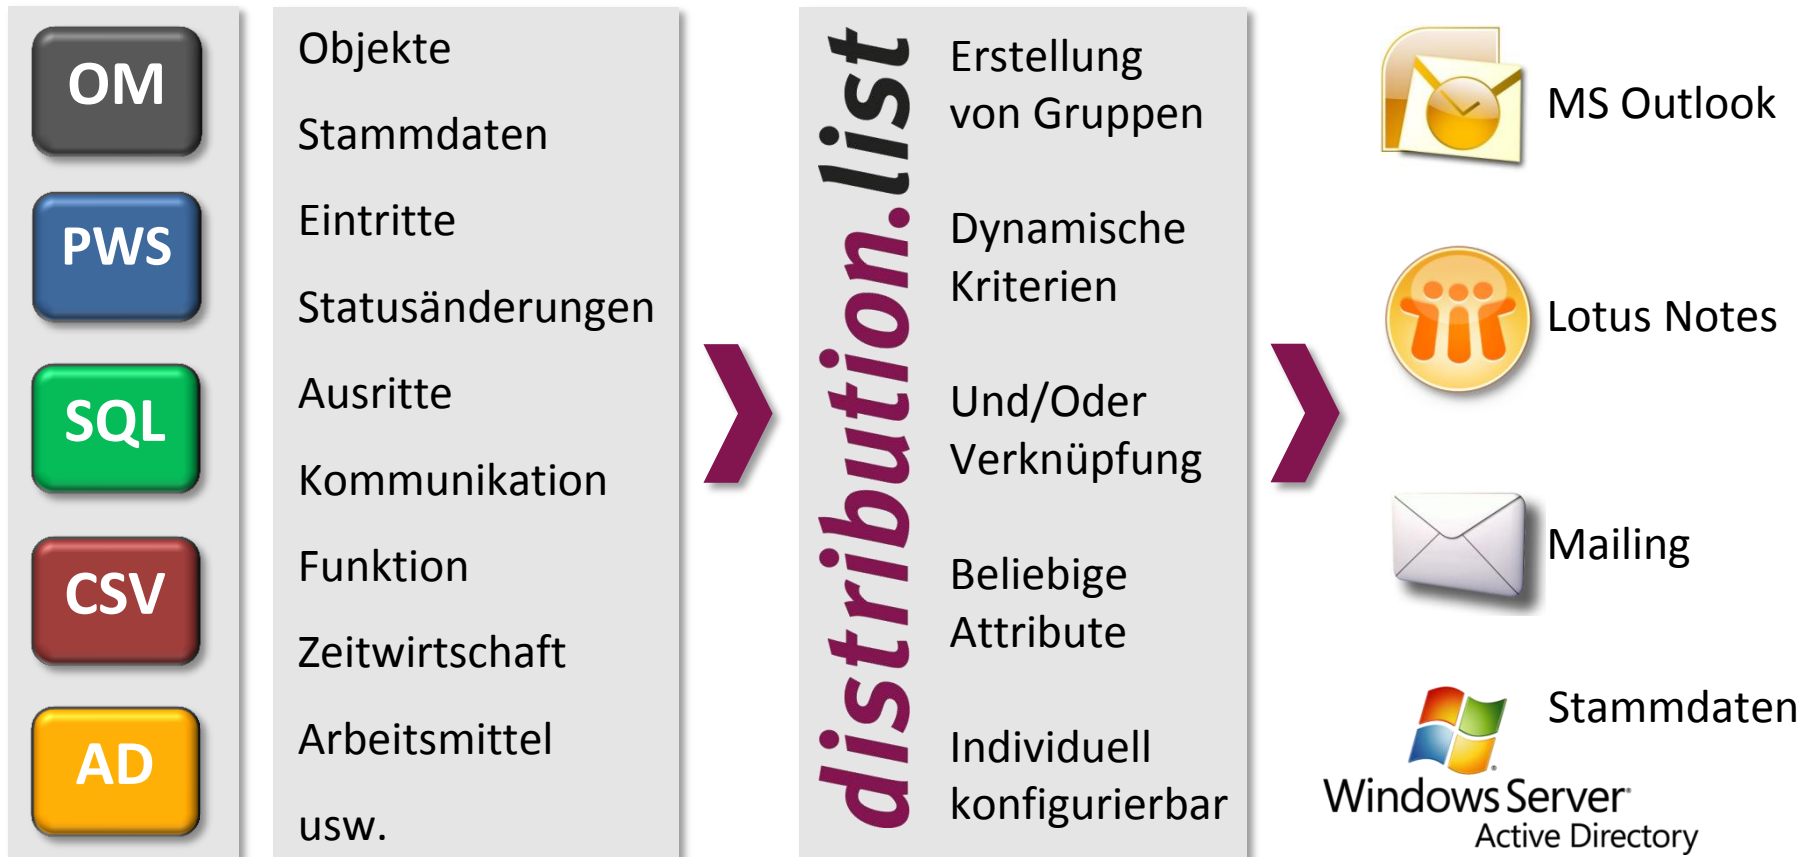 OM
PWS
SQL
CSV
AD
Objekte
Stammdaten
Eintritte
Statusänderungen
Ausritte
Kommunikation
Funktion
Zeitwirtschaft
Arbeitsmittel
usw.
distribution.list
Erstellung
von Gruppen
Dynamische
Kriterien
Und/Oder
Verknüpfung
Beliebige
Attribute
Individuell
konfigurierbar
MS Outlook
Lotus Notes
Mailing
Stammdaten
Windows Server
Active Directory